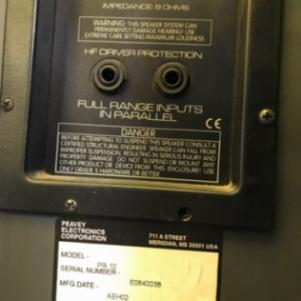 IMPEDANCE 8 OHMS
WARNING: THIS SPEAKER SYSTEM CAN
PERMANENTLY DAMAGE HEARING! USE
EXTREME CARE SETTING MAXIMUM LOUDNESS
HF DRIVER PROTECTION
FULL RANGE INPUTS
IN PARALLEL
CE
DANGER
BEFORE ATTEMPTING TO SUSPEND THIS SPEAKER CONSULT A
CERTIFIED STRUCTURAL ENGINEER. SPEAKER CAN FALL FROM
IMPROPER SUSPENSION, RESULTING IN SERIOUS INJURY AND
PROPERTY DAMAGE. DO NOT SUSPEND OR MOUNT ANY
OTHER PRODUCT OR DEVICE FROM THIS ENCLOSURE! USE
ONLY GRADE 5 HARDWARE OR BETTER
PEAVEY
ELECTRONICS
CORPORATION
711 A STREET
MERIDIAN, MS 39301 USA
MODEL -
PR 10
SERIAL NUMBER -
E0840038
MFG DATE
AEH02